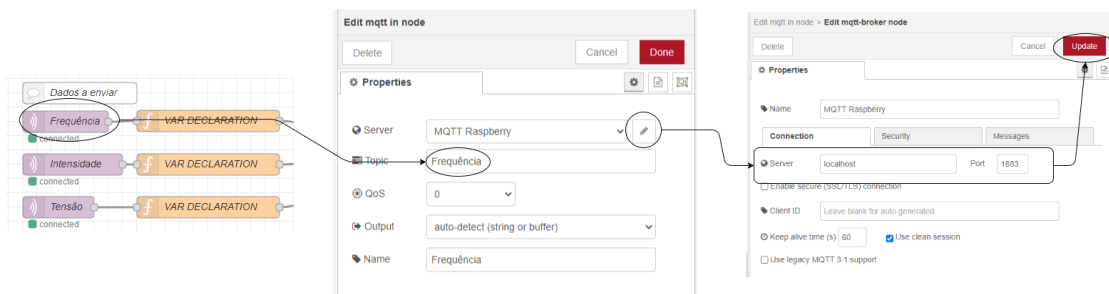 Dados a enviar
Frequência
VAR DECLARATION
connected
Intensidade
VAR DECLARATION
connected
Tensão
VAR DECLARATION
connected
Edit mqtt in node
Delete
Cancel
Done
Properties
Server
MQTT Raspberry
Topic
Frequência
QoS
0
Output
auto-detect (string or buffer)
Name
Frequência
Edit mqtt in node > Edit mqtt-broker node
Delete
Cancel
Update
Properties
Name
MQTT Raspberry
Connection
Security
Messages
Server
localhost
Port
1883
Enable secure (SSL/TLS) connection
Client ID
Leave blank for auto generated
Keep alive time (s)
60
Use clean session
Use legacy MQTT 3.1 support